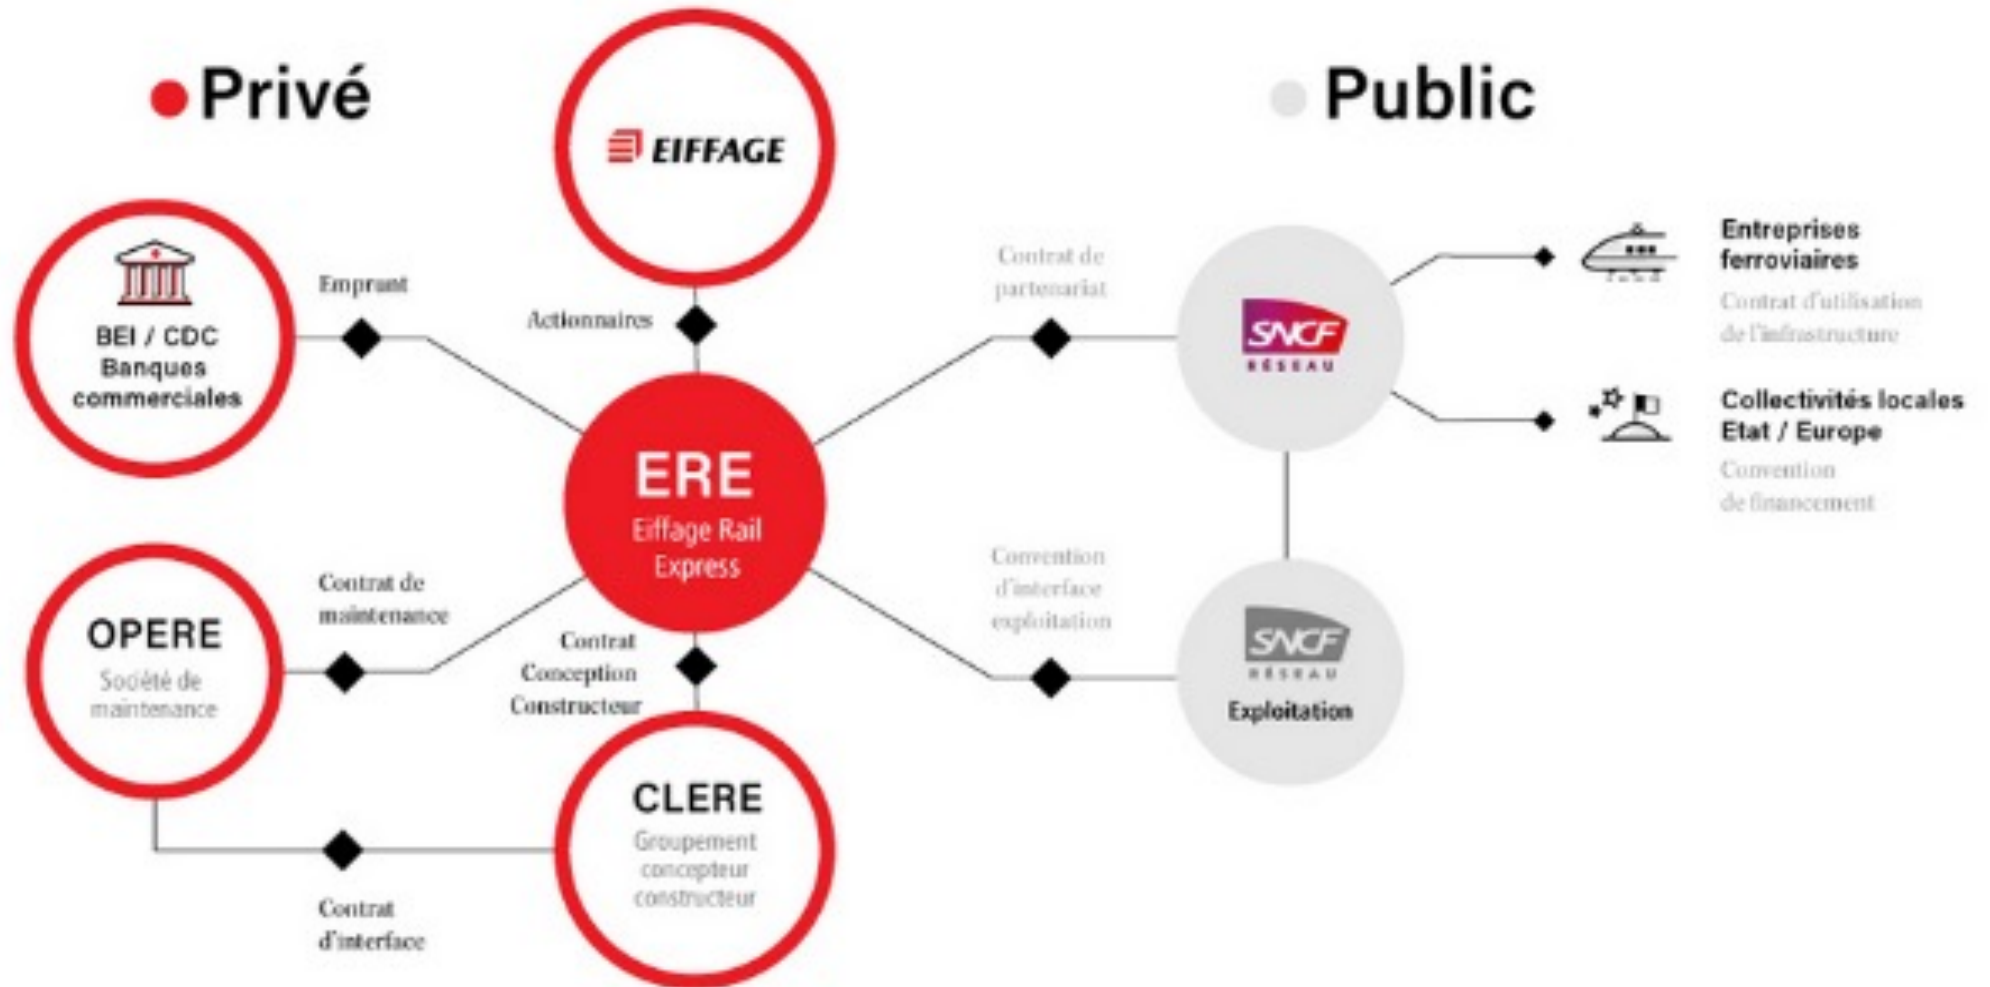 Privé
Public
EIFFAGE
BEI / CDC
Banques
commerciales
Emprunt
Actionnaires
Contrat de
partenariat
SNCF
RÉSEAU
Entreprises
ferroviaires
Contrat d'utilisation
de l'infrastructure
Collectivités locales
Etat / Europe
Convention
de financement
ERE
Eiffage Rail
Express
OPERE
Société de
maintenance
Contrat de
maintenance
Contrat
Conception
Constructeur
Convention
d'interface
exploitation
SNCF
RÉSEAU
Exploitation
CLERE
Groupement
concepteur
constructeur
Contrat
d'interface